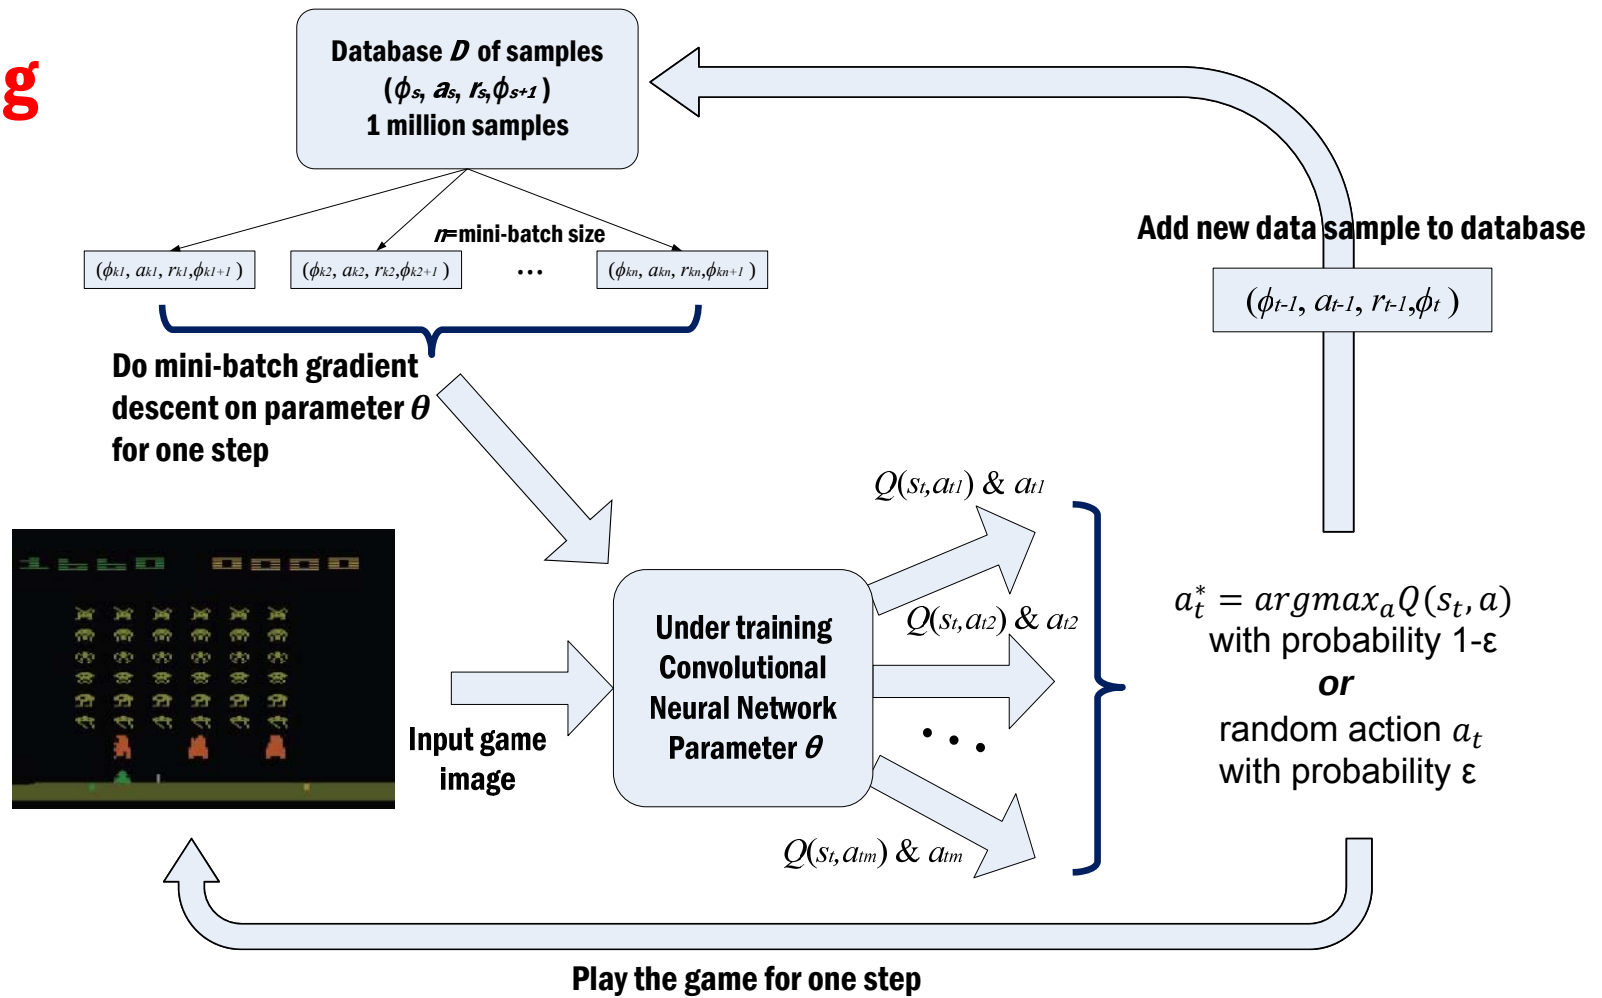 g
Database D of samples
(ϕs, as, rs,ϕs+1 )
1 million samples
n=mini-batch size
(ϕk1, ak1, rk1,ϕk1+1 )
(ϕk2, ak2, rk2,ϕk2+1 )
...
(ϕkn, akn, rkn,ϕkn+1 )
Add new data sample to database
(ϕt-1, at-1, rt-1,ϕt )
Do mini-batch gradient
descent on parameter θ
for one step
Q(st,at1) & at1
Q(st,at2) & at2
...
Q(st,atm) & atm
Under training
Convolutional
Neural Network
Parameter θ
Input game
image
a*t = argmaxaQ(st, a)
with probability 1-ε
or
random action at
with probability ε
Play the game for one step